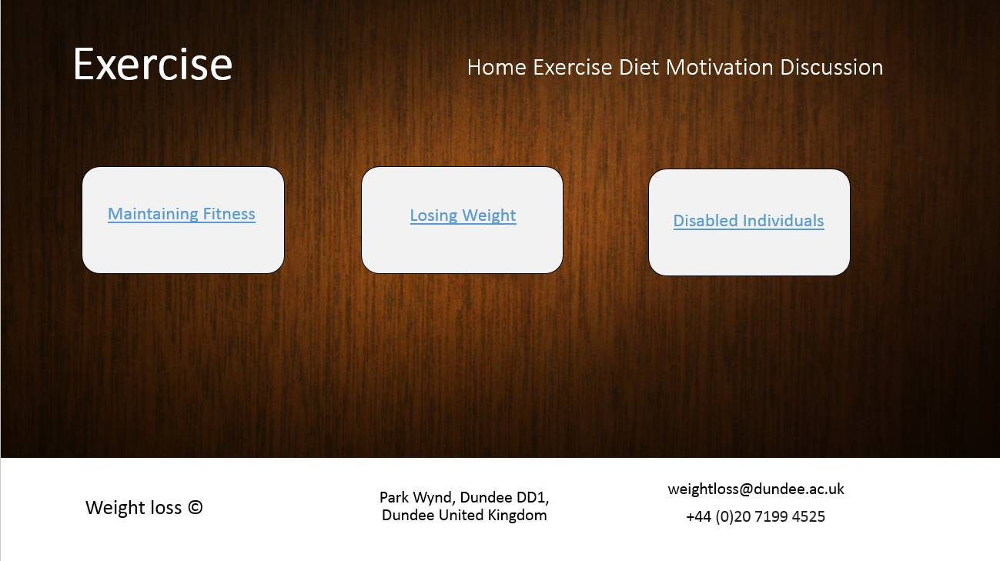 Exercise
Home Exercise Diet Motivation Discussion
Maintaining Fitness
Losing Weight
Disabled Individuals
Weight loss ©
Park Wynd, Dundee DD1,
Dundee United Kingdom
weightloss@dundee.ac.uk
+44 (0)20 7199 4525